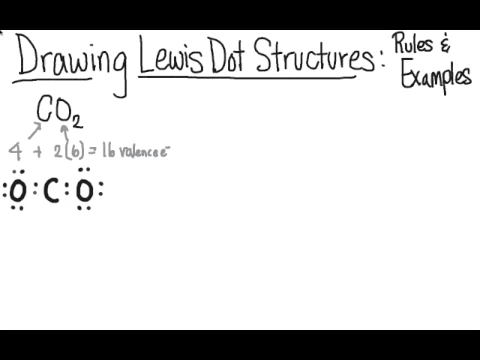 Drawing Lewis Dot Structures: Rules & Examples
CO₂
4 + 2(6) = 16 valence e⁻
:Ö:C:Ö: